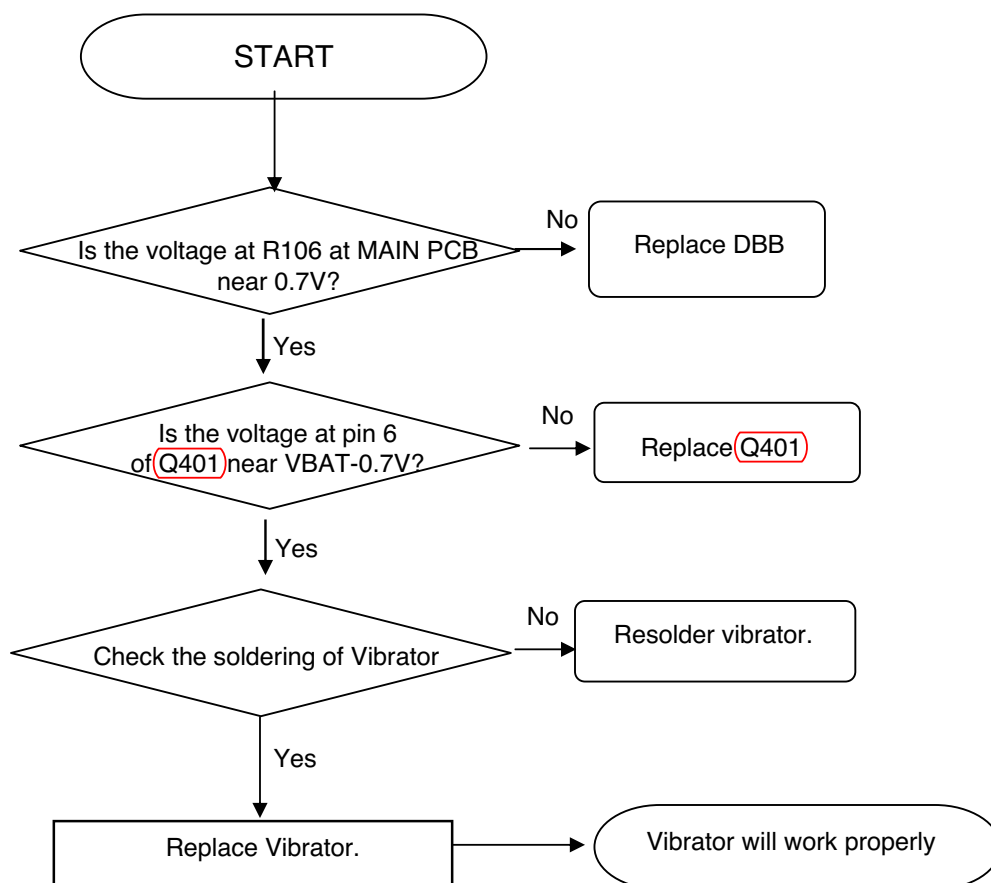 START
Is the voltage at R106 at MAIN PCB
near 0.7V?
No
Replace DBB
Yes
Is the voltage at pin 6
of Q401 near VBAT-0.7V?
No
Replace Q401
Yes
Check the soldering of Vibrator
No
Resolder vibrator.
Yes
Replace Vibrator.
Vibrator will work properly